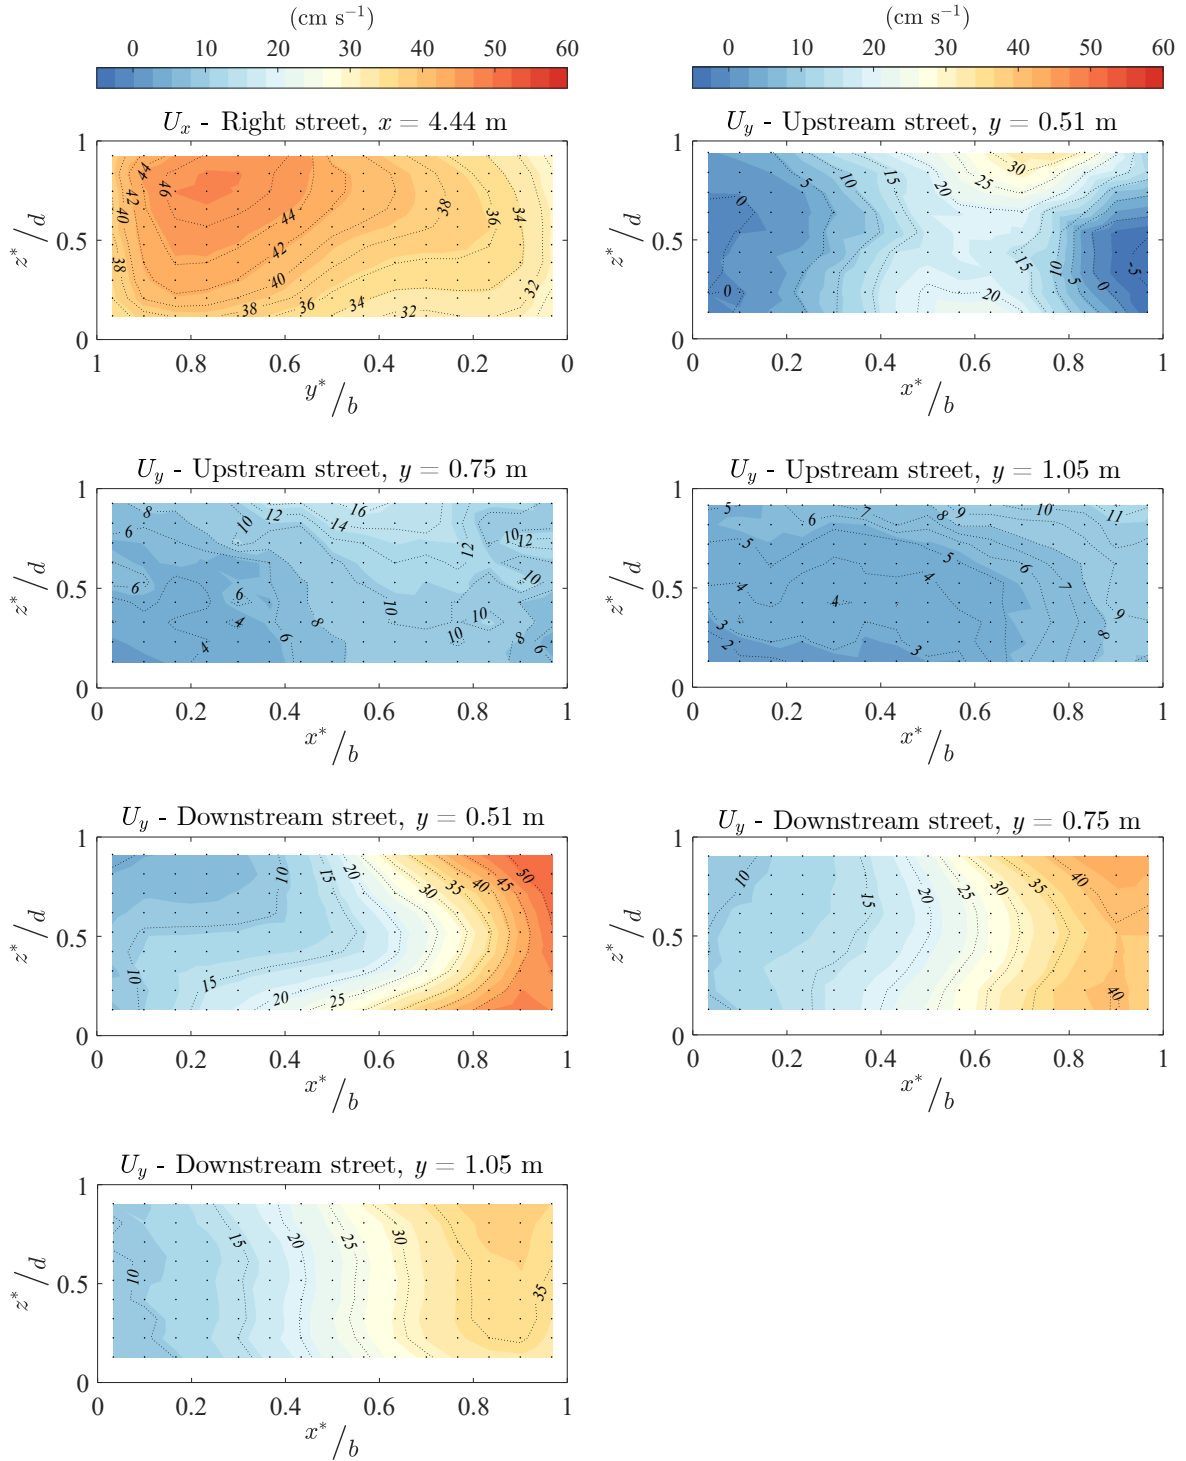 (cm s⁻¹) (cm s⁻¹)
0 10 20 30 40 50 60 0 10 20 30 40 50 60
U_x - Right street, x = 4.44 m
1
0.5
0
z*/d
44 46 42 40 38 44 42 40 38 36 34 32 38 36 34 32
1 0.8 0.6 0.4 0.2 0
y*/b
U_y - Upstream street, y = 0.51 m
1
0.5
0
z*/d
0 5 10 15 20 25 30 15 10 5 0 -5 20 0
0 0.2 0.4 0.6 0.8 1
x*/b
U_y - Upstream street, y = 0.75 m
1
0.5
0
z*/d
8 6 10 12 14 16 12 10 12 10 6 6 4 4 6 8 10 10 10 8 6
0 0.2 0.4 0.6 0.8 1
x*/b
U_y - Upstream street, y = 1.05 m
1
0.5
0
z*/d
5 6 7 8 9 10 11 5 4 4 4 5 6 7 9 8 3 2 3
0 0.2 0.4 0.6 0.8 1
x*/b
U_y - Downstream street, y = 0.51 m
1
0.5
0
z*/d
10 15 20 30 35 40 45 50 10 15 20 25
0 0.2 0.4 0.6 0.8 1
x*/b
U_y - Downstream street, y = 0.75 m
1
0.5
0
z*/d
10 15 20 25 30 35 40 40
0 0.2 0.4 0.6 0.8 1
x*/b
U_y - Downstream street, y = 1.05 m
1
0.5
0
z*/d
10 15 20 25 30 35
0 0.2 0.4 0.6 0.8 1
x*/b